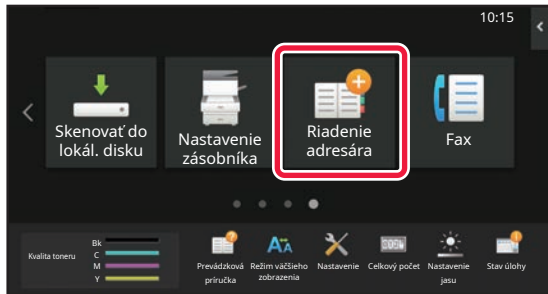 10:15
Skenovať do
lokál. disku
Nastavenie
zásobníka
Riadenie
adresára
Fax
Kvalita toneru
Bk
C
M
Y
Prevádzková
príručka
Režim väčšieho
zobrazenia
Nastavenie
Celkový počet
Nastavenie
jasu
Stav úlohy